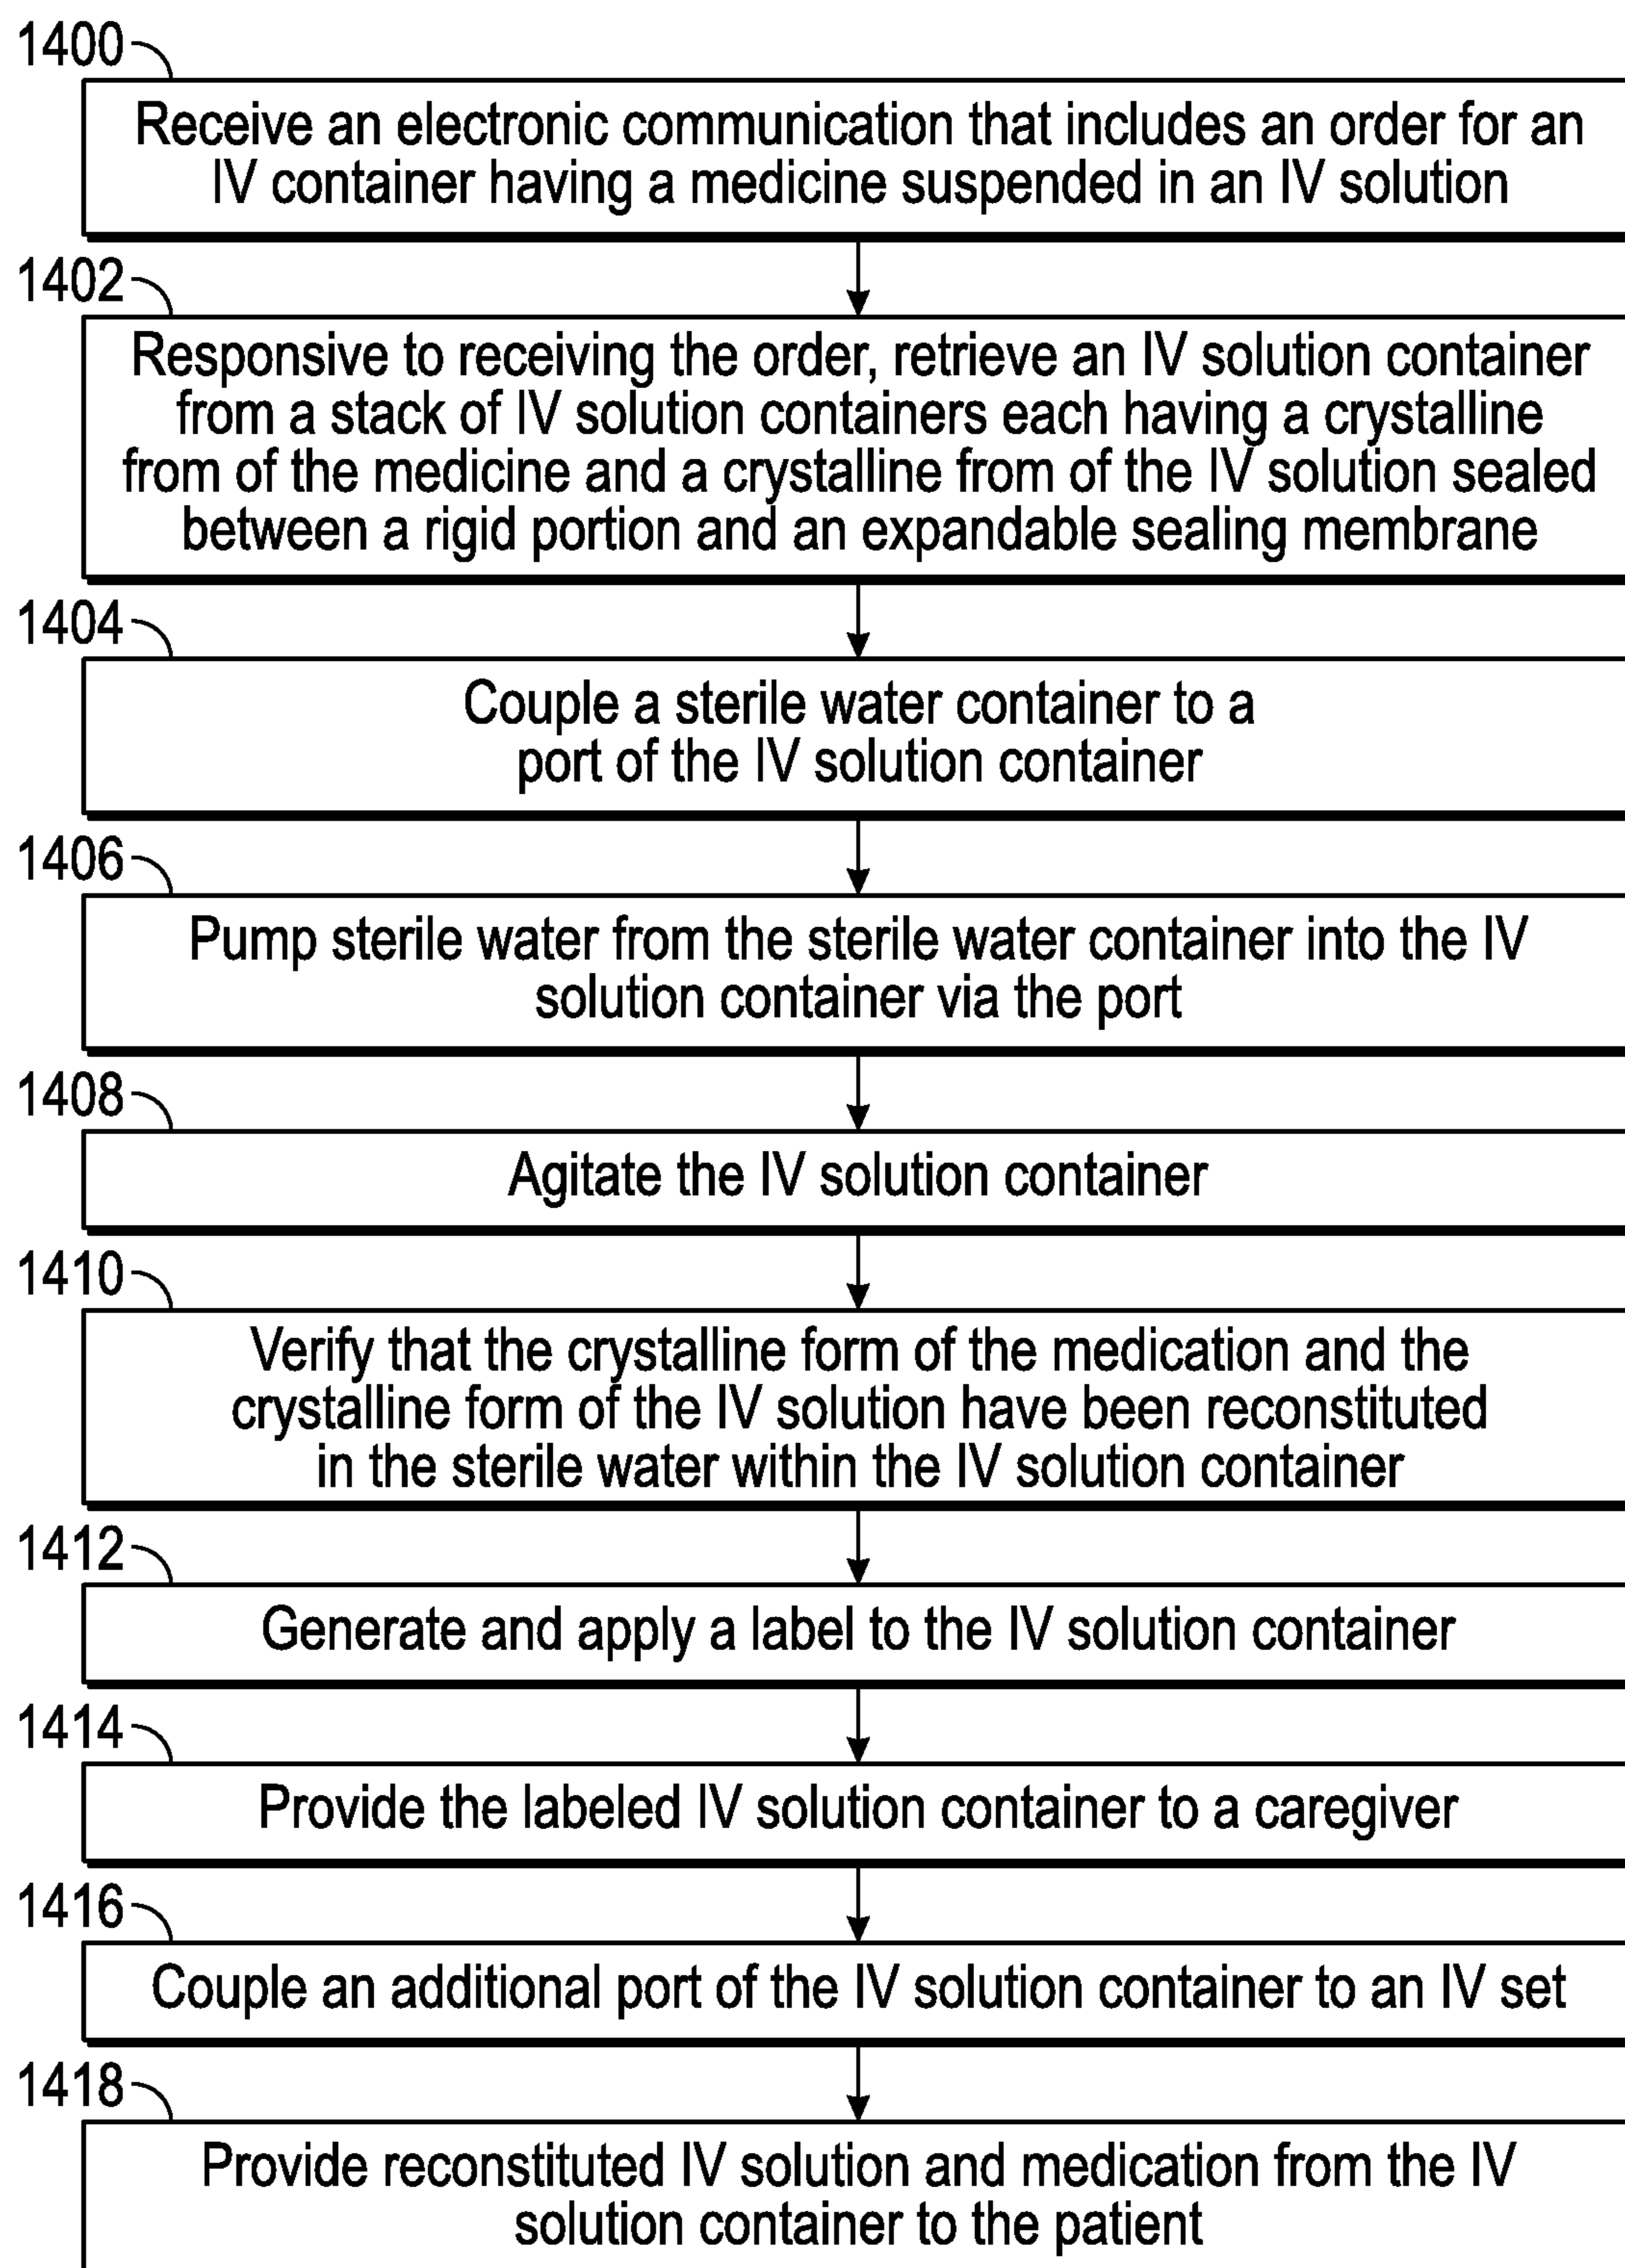 1400
Receive an electronic communication that includes an order for an
IV container having a medicine suspended in an IV solution
1402
Responsive to receiving the order, retrieve an IV solution container
from a stack of IV solution containers each having a crystalline
from of the medicine and a crystalline from of the IV solution sealed
between a rigid portion and an expandable sealing membrane
1404
Couple a sterile water container to a
port of the IV solution container
1406
Pump sterile water from the sterile water container into the IV
solution container via the port
1408
Agitate the IV solution container
1410
Verify that the crystalline form of the medication and the
crystalline form of the IV solution have been reconstituted
in the sterile water within the IV solution container
1412
Generate and apply a label to the IV solution container
1414
Provide the labeled IV solution container to a caregiver
1416
Couple an additional port of the IV solution container to an IV set
1418
Provide reconstituted IV solution and medication from the IV
solution container to the patient